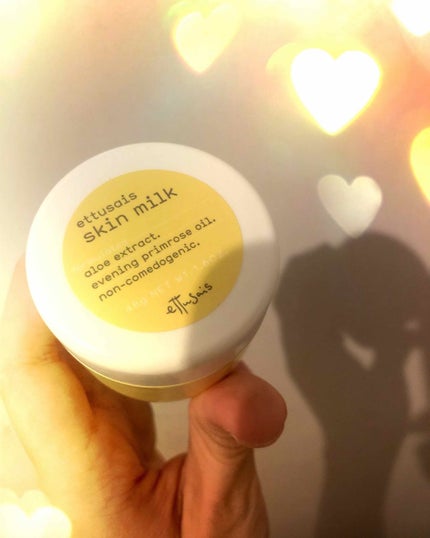 ettusais
skin milk
aloe extract.
evening primrose oil.
non-comedogenic.
ettusais